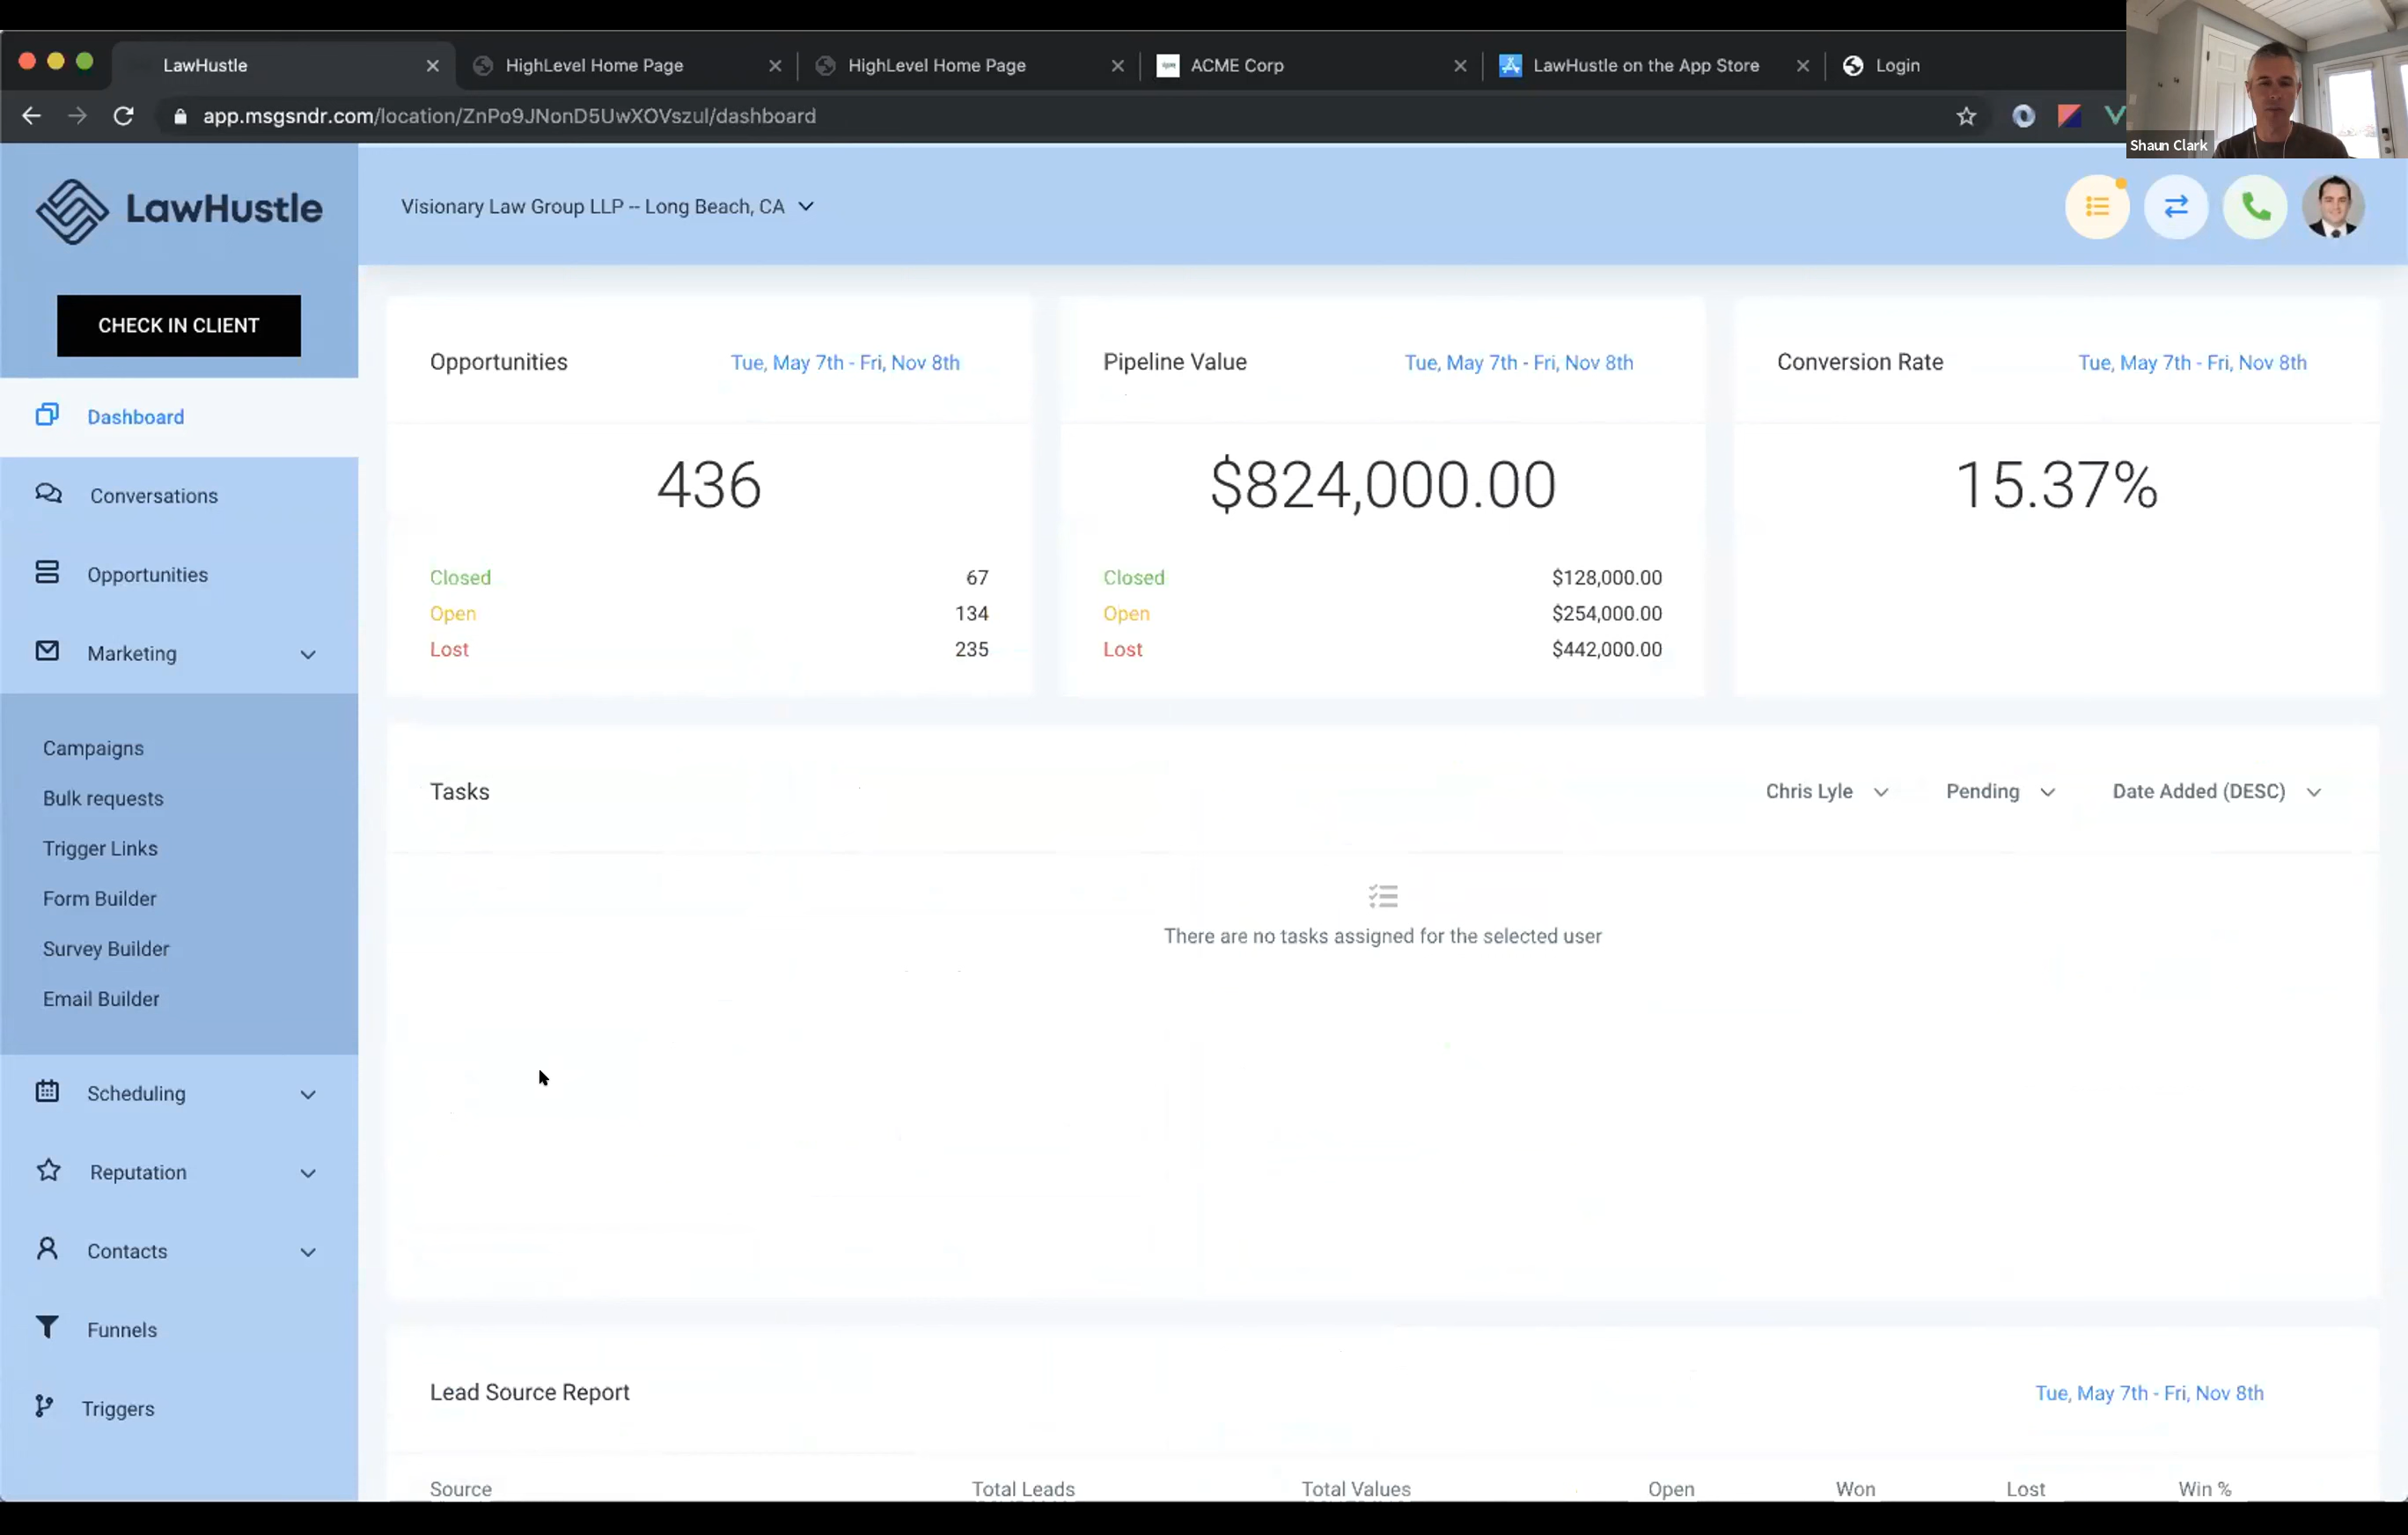 LawHustle
HighLevel Home Page
HighLevel Home Page
ACME Corp
LawHustle on the App Store
Login
app.msgsndr.com/location/ZnPo9JNonD5UwXOVszul/dashboard
Shaun Clark
LawHustle
Visionary Law Group LLP -- Long Beach, CA
CHECK IN CLIENT
Dashboard
Conversations
Opportunities
Marketing
Campaigns
Bulk requests
Trigger Links
Form Builder
Survey Builder
Email Builder
Scheduling
Reputation
Contacts
Funnels
Triggers
Opportunities
Tue, May 7th - Fri, Nov 8th
436
Closed 67
Open 134
Lost 235
Pipeline Value
Tue, May 7th - Fri, Nov 8th
$824,000.00
Closed $128,000.00
Open $254,000.00
Lost $442,000.00
Conversion Rate
Tue, May 7th - Fri, Nov 8th
15.37%
Tasks
Chris Lyle
Pending
Date Added (DESC)
There are no tasks assigned for the selected user
Lead Source Report
Tue, May 7th - Fri, Nov 8th
Source Total Leads Total Values Open Won Lost Win %